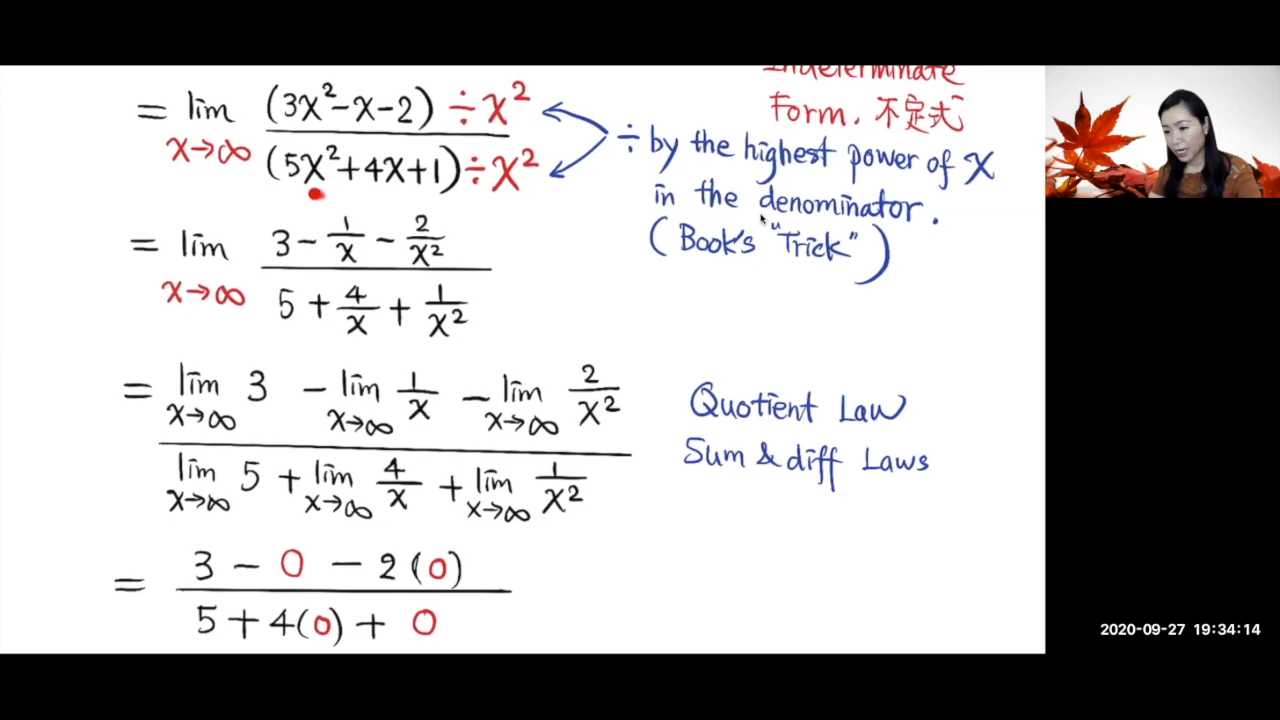 Indeterminate
Form. 不定式
= lim (3x²-x-2) ÷x²
x→∞ (5x²+4x+1) ÷x²
÷ by the highest power of x
in the denominator.
(Book's "Trick")
= lim 3 - 1/x - 2/x²
x→∞ 5 + 4/x + 1/x²
= lim 3 - lim 1/x - lim 2/x²
x→∞ x→∞ x→∞
lim 5 + lim 4/x + lim 1/x²
x→∞ x→∞ x→∞
Quotient Law
Sum & diff Laws
= 3 - 0 - 2(0)
5 + 4(0) + 0
2020-09-27 19:34:14